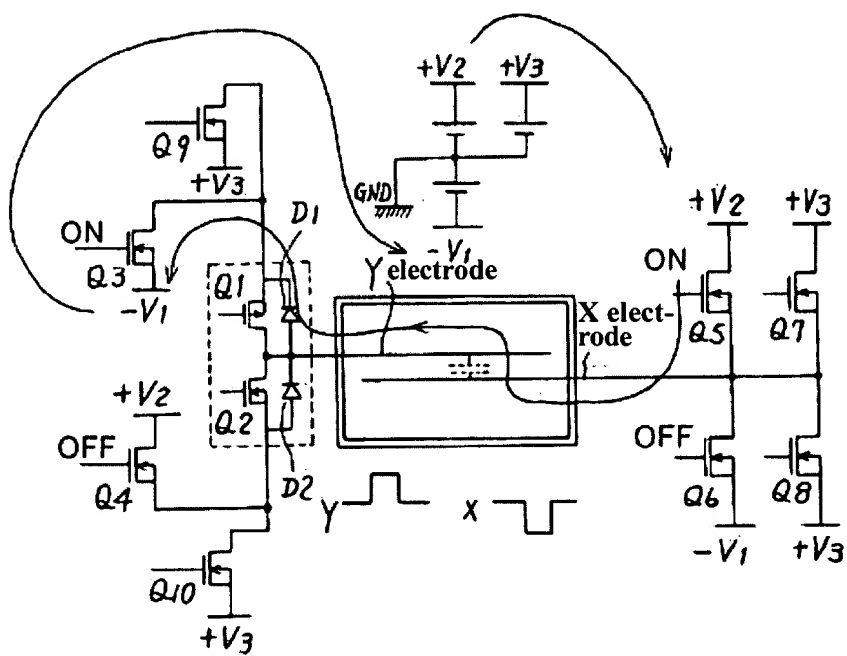 +V2
+V3
GND
-V1
Q9
+V3
ON
Q3
-V1
D1
Q1
Y electrode
Q2
D2
+V2
OFF
Q4
Q10
+V3
Y
X
X elect-
rode
+V2
+V3
ON
Q5
Q7
OFF
Q6
Q8
-V1
+V3